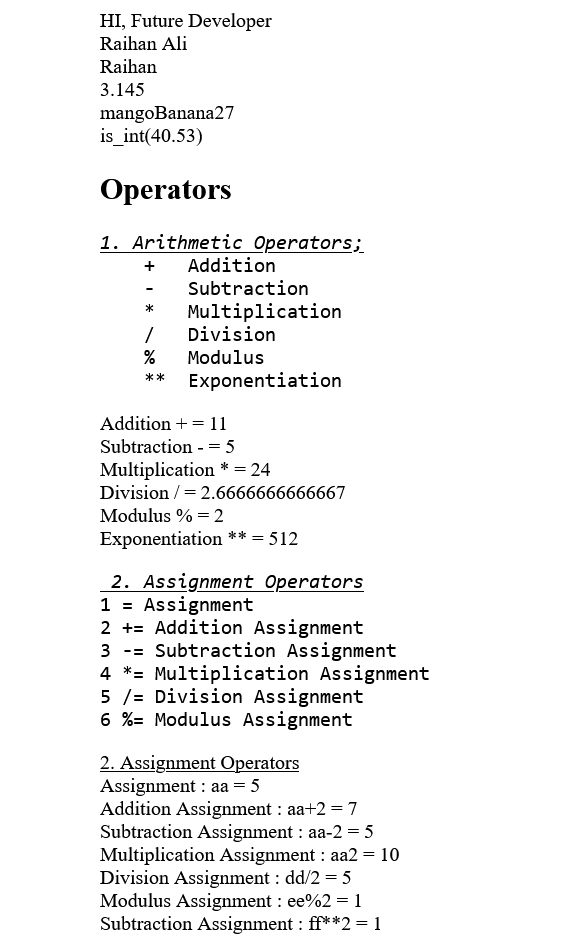 HI, Future Developer
Raihan Ali
Raihan
3.145
mangoBanana27
is_int(40.53)
Operators
1. Arithmetic Operators;
+ Addition
- Subtraction
* Multiplication
/ Division
% Modulus
** Exponentiation
Addition + = 11
Subtraction - = 5
Multiplication * = 24
Division / = 2.6666666666667
Modulus % = 2
Exponentiation ** = 512
2. Assignment Operators
1 = Assignment
2 += Addition Assignment
3 -= Subtraction Assignment
4 *= Multiplication Assignment
5 /= Division Assignment
6 %= Modulus Assignment
2. Assignment Operators
Assignment : aa = 5
Addition Assignment : aa+2 = 7
Subtraction Assignment : aa-2 = 5
Multiplication Assignment : aa2 = 10
Division Assignment : dd/2 = 5
Modulus Assignment : ee%2 = 1
Subtraction Assignment : ff**2 = 1